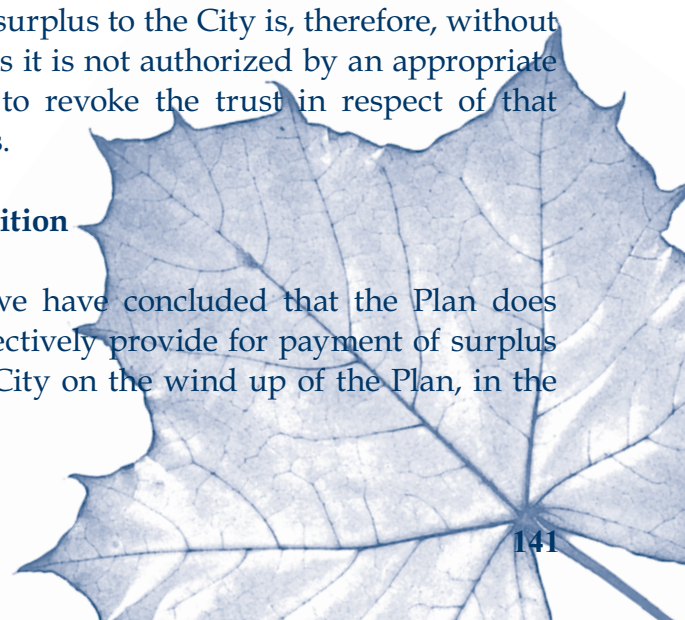 surplus to the City is, therefore, without
s it is not authorized by an appropriate
to revoke the trust in respect of that
s.
ition
we have concluded that the Plan does
ectively provide for payment of surplus
City on the wind up of the Plan, in the
141